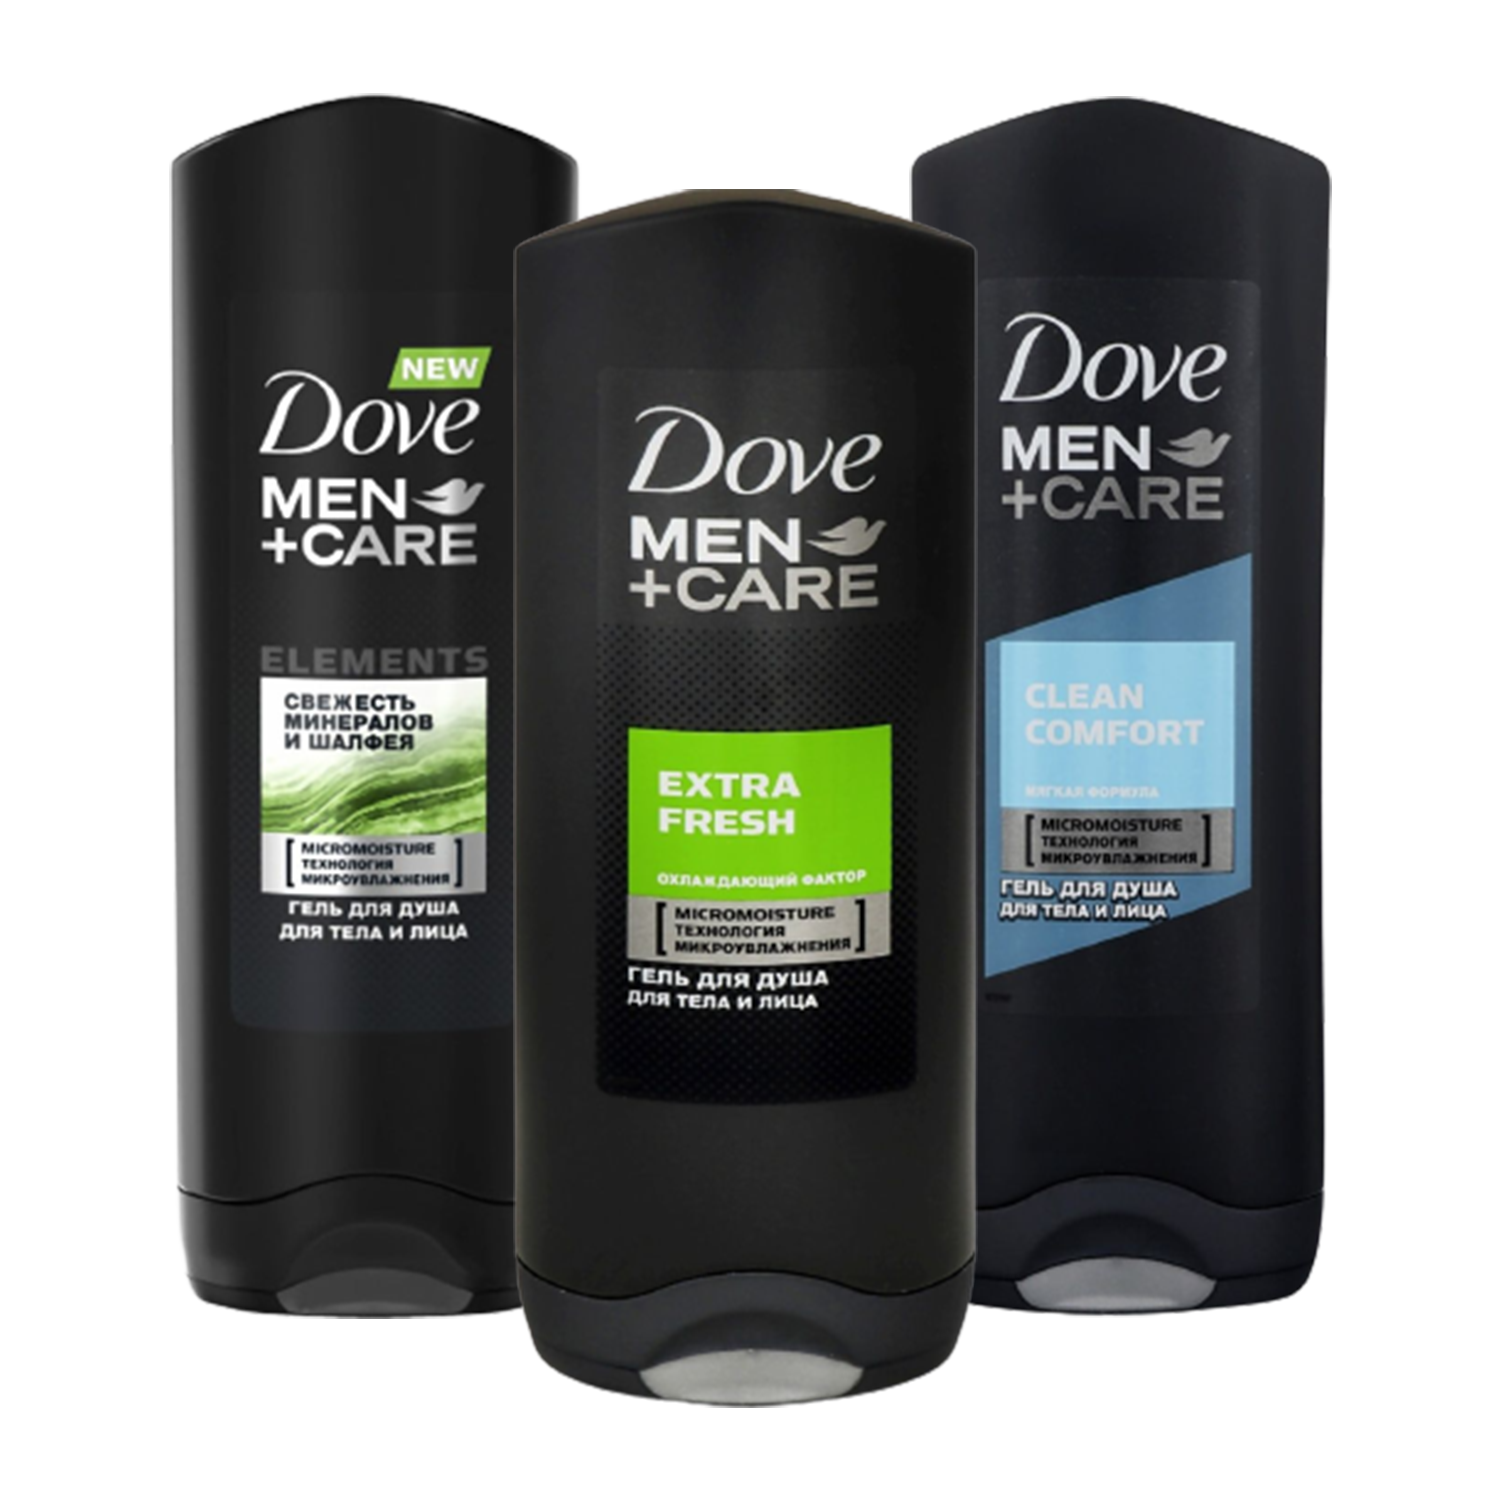 NEW
Dove
MEN
+CARE
ELEMENTS
СВЕЖЕСТЬ
МИНЕРАЛОВ
И ШАЛФЕЯ
MICROMOISTURE
ТЕХНОЛОГИЯ
МИКРОУВЛАЖНЕНИЯ
ГЕЛЬ ДЛЯ ДУША
ДЛЯ ТЕЛА И ЛИЦА
Dove
MEN
+CARE
EXTRA
FRESH
ОХЛАЖДАЮЩИЙ ФАКТОР
MICROMOISTURE
ТЕХНОЛОГИЯ
МИКРОУВЛАЖНЕНИЯ
ГЕЛЬ ДЛЯ ДУША
ДЛЯ ТЕЛА И ЛИЦА
Dove
MEN
+CARE
CLEAN
COMFORT
МЯГКАЯ ФОРМУЛА
MICROMOISTURE
ТЕХНОЛОГИЯ
МИКРОУВЛАЖНЕНИЯ
ГЕЛЬ ДЛЯ ДУША
ДЛЯ ТЕЛА И ЛИЦА